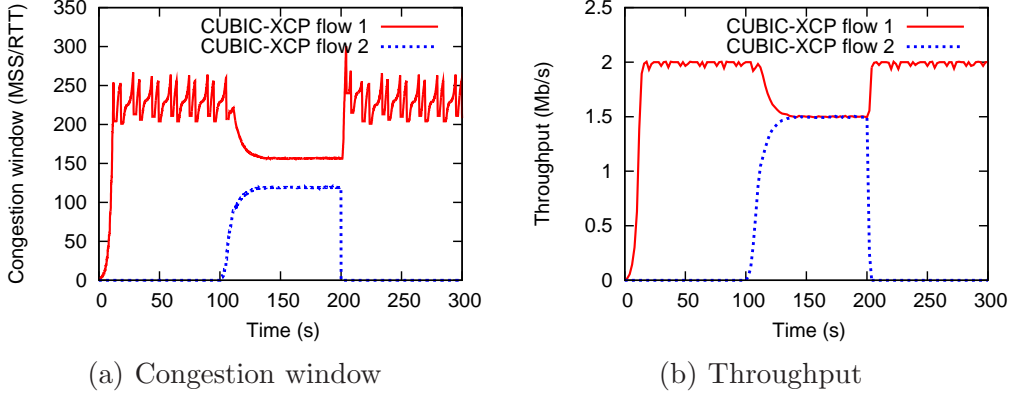 Congestion window (MSS/RTT)
350
300
250
200
150
100
50
0
0 50 100 150 200 250 300
Time (s)
CUBIC-XCP flow 1
CUBIC-XCP flow 2
(a) Congestion window
Throughput (Mb/s)
2.5
2
1.5
1
0.5
0
0 50 100 150 200 250 300
Time (s)
CUBIC-XCP flow 1
CUBIC-XCP flow 2
(b) Throughput